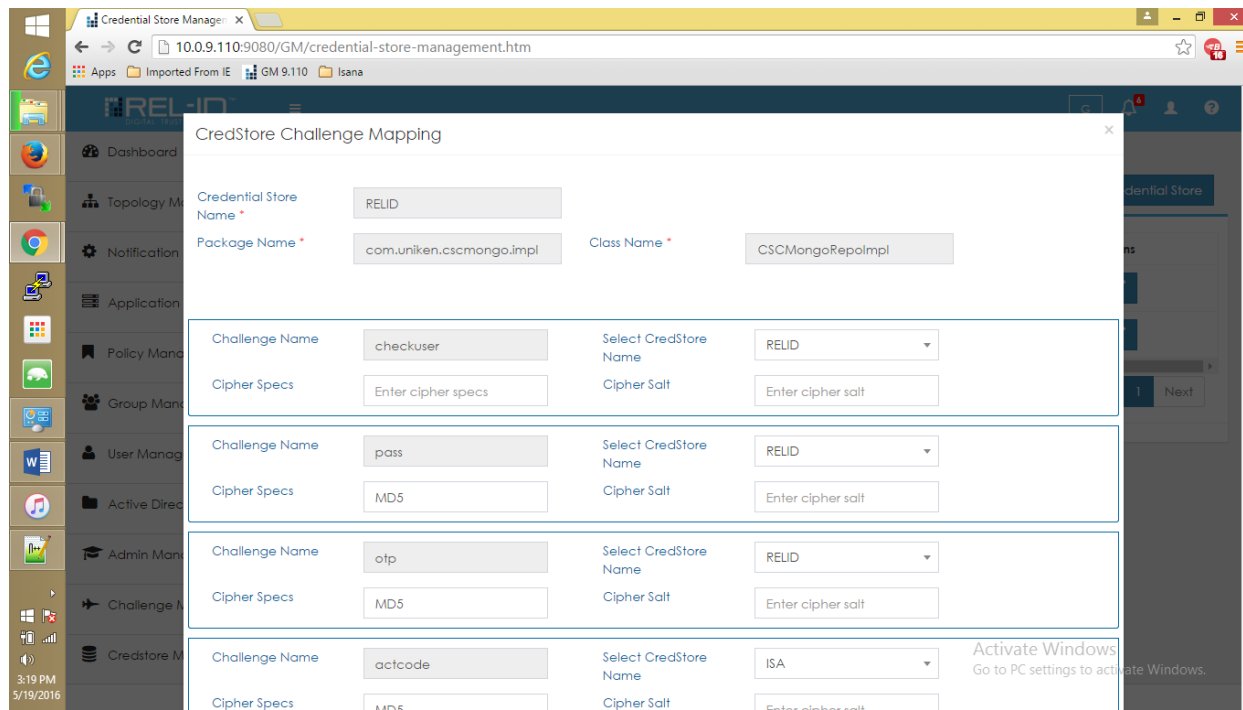 Credential Store Manager
10.0.9.110:9080/GM/credential-store-management.htm
Apps Imported From IE GM 9.110 Isana
REL-ID
G 6
CredStore Challenge Mapping
Dashboard
Credential Store Name * RELID
Topology M
dential Store
Package Name * com.uniken.cscmongo.impl Class Name * CSCMongoRepoImpl
Notification
ns
Application
Challenge Name checkuser Select CredStore Name RELID
Policy Mana
Cipher Specs Enter cipher specs Cipher Salt Enter cipher salt
Group Mana
1 Next
Challenge Name pass Select CredStore Name RELID
User Manag
Cipher Specs MD5 Cipher Salt Enter cipher salt
Active Direc
Challenge Name otp Select CredStore Name RELID
Admin Mana
Cipher Specs MD5 Cipher Salt Enter cipher salt
Challenge M
Challenge Name actcode Select CredStore Name ISA
Credstore M
Activate Windows
Go to PC settings to activate Windows.
3:19 PM
5/19/2016
Cipher Specs MD5 Cipher Salt Enter cipher salt